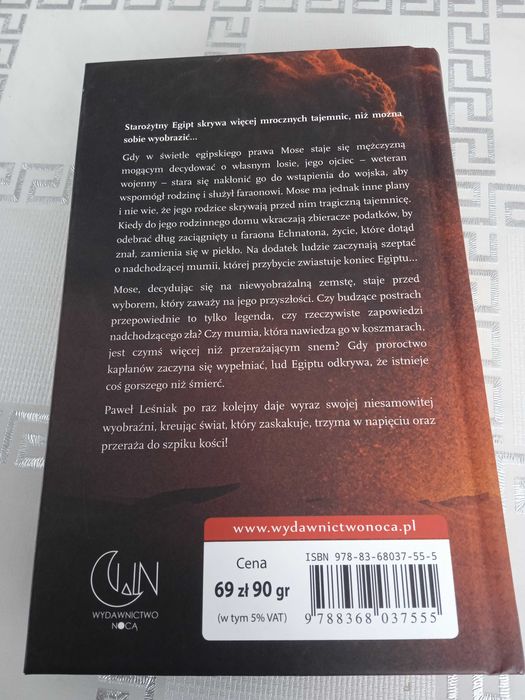 Starożytny Egipt skrywa więcej mrocznych tajemnic, niż można
sobie wyobrazić...
Gdy w świetle egipskiego prawa Mose staje się mężczyzną
mogącym decydować o własnym losie, jego ojciec – weteran
wojenny – stara się nakłonić go do wstąpienia do wojska, aby
wspomógł rodzinę i służył faraonowi. Mose ma jednak inne plany
i nie wie, że jego rodzice skrywają przed nim tragiczną tajemnicę.
Kiedy do jego rodzinnego domu wkraczają zbieracze podatków, by
odebrać dług zaciągnięty u faraona Echnatona, życie, które dotąd
znał, zamienia się w piekło. Na dodatek ludzie zaczynają szeptać
o nadchodzącej mumii, której przybycie zwiastuje koniec Egiptu...
Mose, decydując się na niewyobrażalną zemstę, staje przed
wyborem, który zaważy na jego przyszłości. Czy budzące postrach
przepowiednie to tylko legenda, czy rzeczywiste zapowiedzi
nadchodzącego zła? Czy mumia, która nawiedza go w koszmarach,
jest czymś więcej niż przerażającym snem? Gdy proroctwo
kapłanów zaczyna się wypełniać, lud Egiptu odkrywa, że istnieje
coś gorszego niż śmierć.
Paweł Leśniak po raz kolejny daje wyraz swojej niesamowitej
wyobraźni, kreując świat, który zaskakuje, trzyma w napięciu oraz
przeraża do szpiku kości!
www.wydawnictwonoca.pl
Cena
69 zł 90 gr
(w tym 5% VAT)
ISBN 978-83-68037-55-5
9 788368 037555
WYDAWNICTWO
NOCĄ